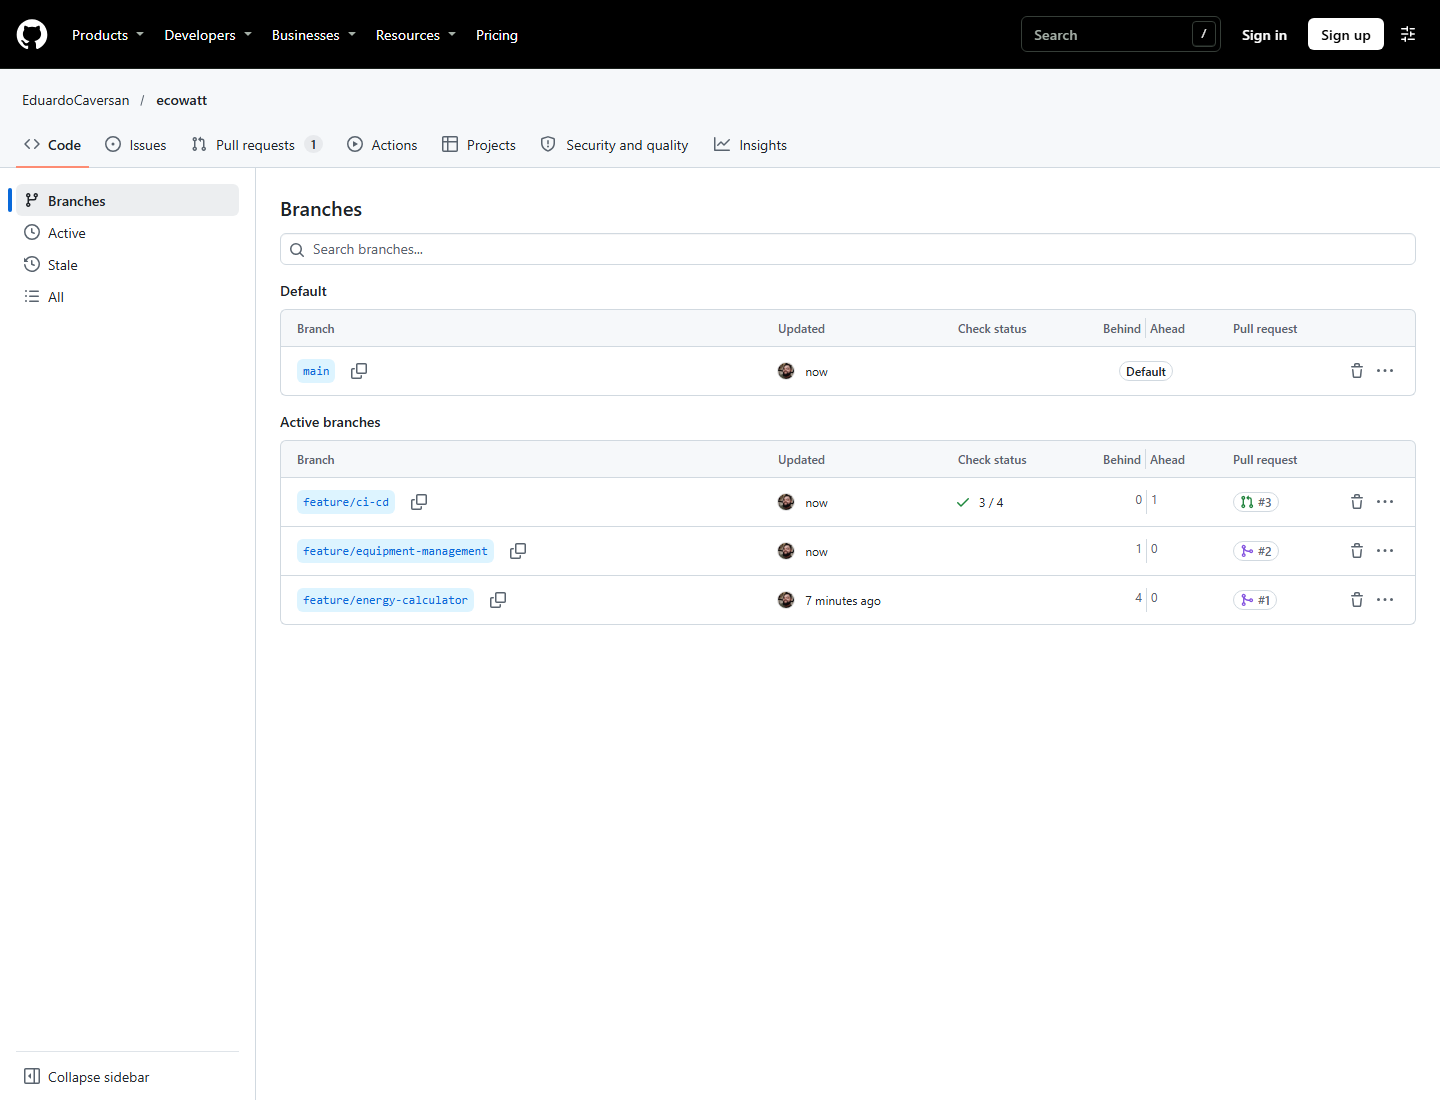 Products Developers Businesses Resources Pricing Search / Sign in Sign up
EduardoCaversan / ecowatt
Code Issues Pull requests 1 Actions Projects Security and quality Insights
Branches
Active
Stale
All
Branches
Search branches...
Default
Branch Updated Check status Behind Ahead Pull request
main now Default
Active branches
Branch Updated Check status Behind Ahead Pull request
feature/ci-cd now 3 / 4 0 1 #3
feature/equipment-management now 1 0 #2
feature/energy-calculator 7 minutes ago 4 0 #1
Collapse sidebar